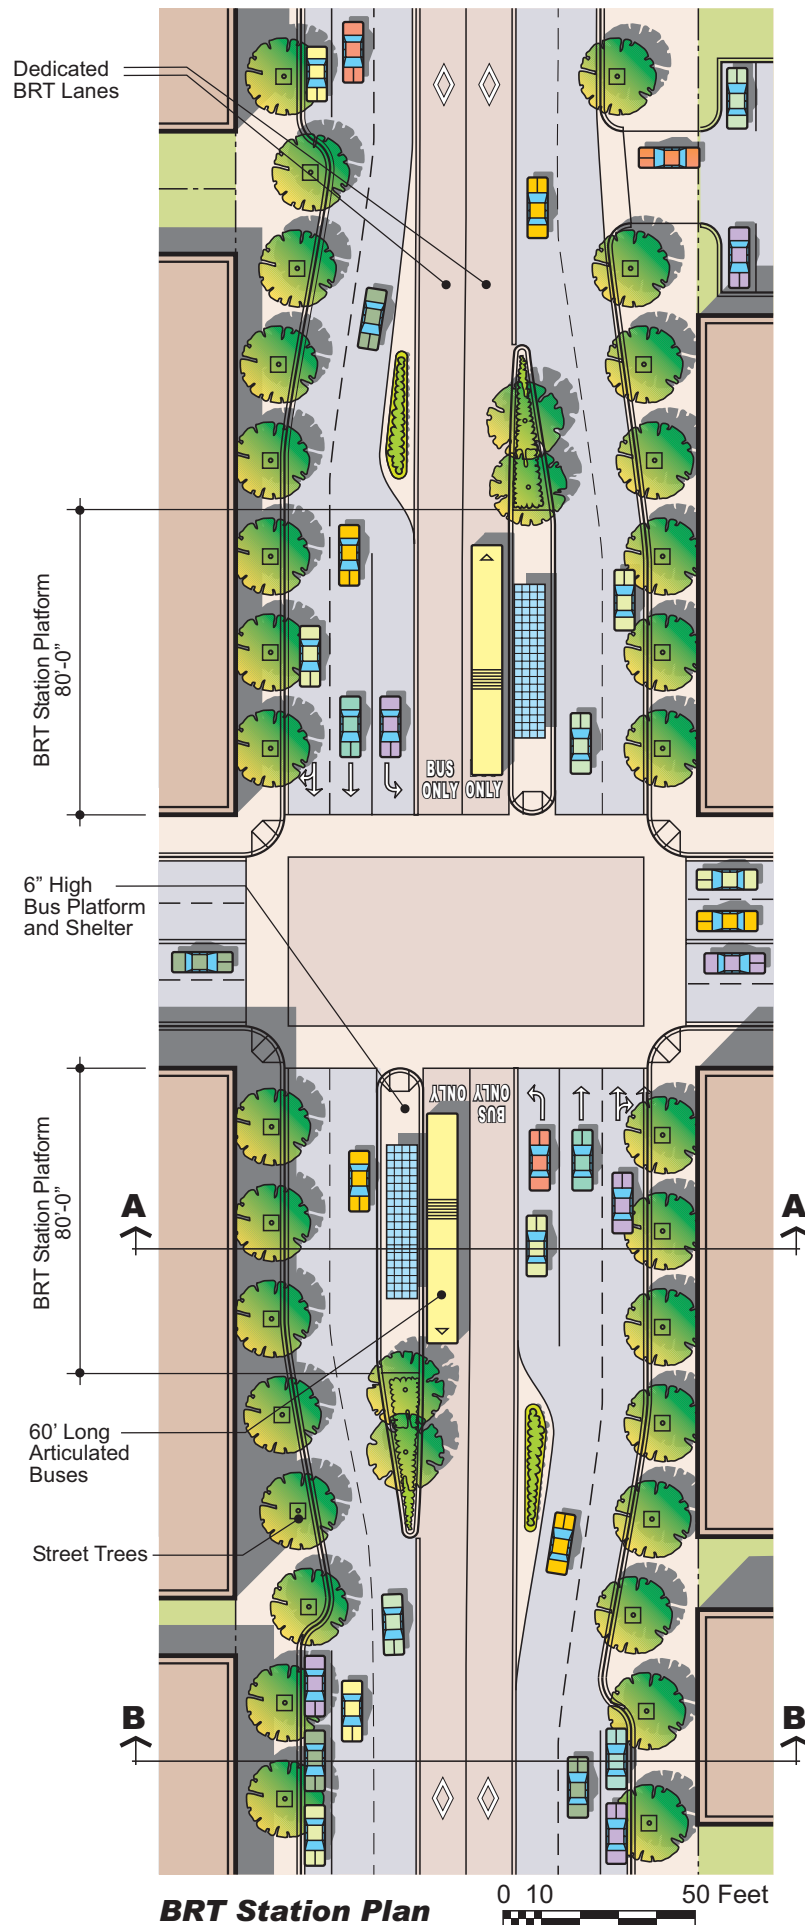 Dedicated
BRT Lanes
BRT Station Platform
80’-0”
BUS
ONLY
ONLY
6” High
Bus Platform
and Shelter
ONLY
ONLY
BUS
BRT Station Platform
80’-0”
A
A
60’ Long
Articulated
Buses
Street Trees
B
B
BRT Station Plan
0 10 50 Feet